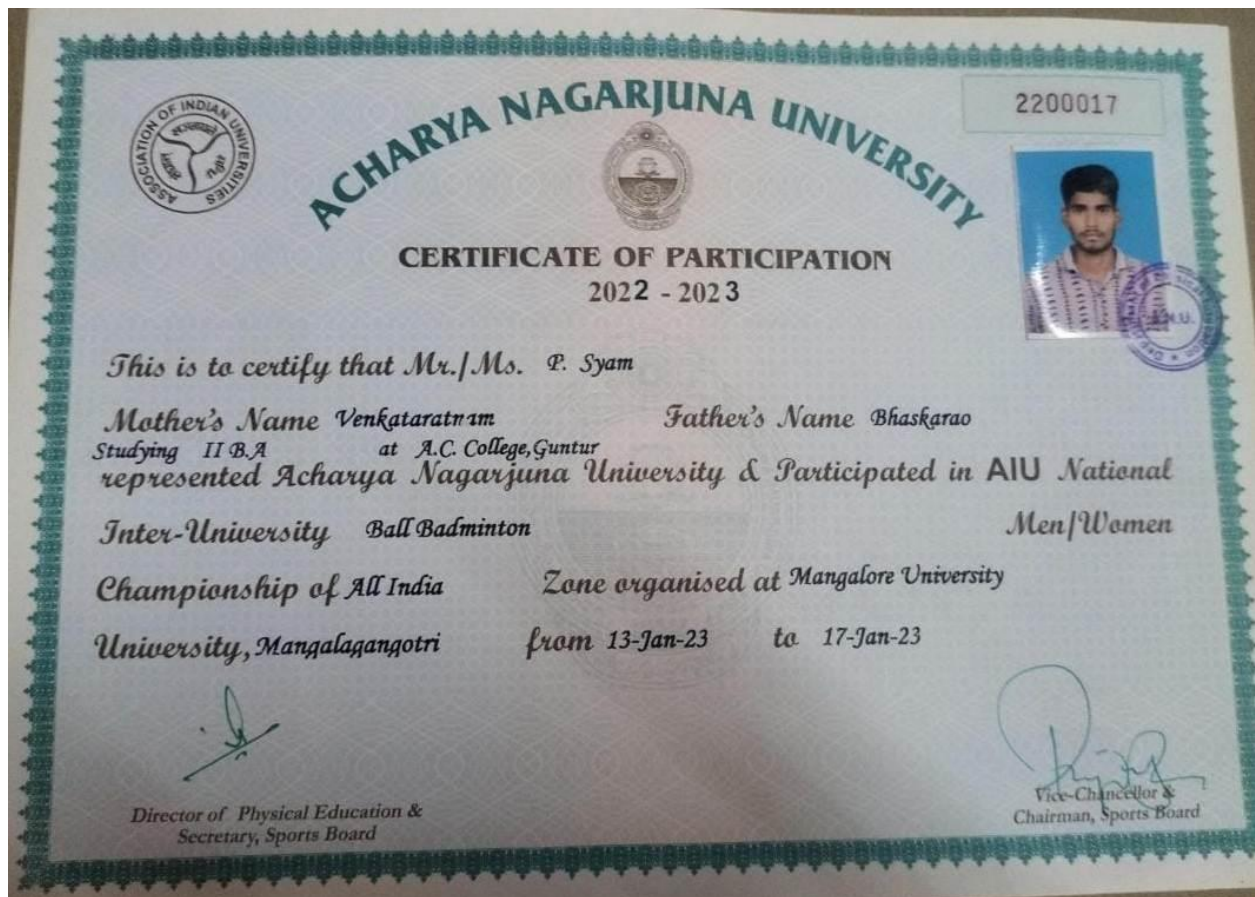 ACHARYA NAGARJUNA UNIVERSITY
2200017
ASSOCIATION OF INDIAN UNIVERSITIES
CERTIFICATE OF PARTICIPATION
2022 - 2023
This is to certify that Mr./Ms. P. Syam
Mother's Name Venkataratnam Father's Name Bhaskarao
Studying II B.A at A.C. College,Guntur
represented Acharya Nagarjuna University & Participated in AIU National
Inter-University Ball Badminton Men/Women
Championship of All India Zone organised at Mangalore University
University, Mangalagangotri from 13-Jan-23 to 17-Jan-23
Director of Physical Education &
Secretary, Sports Board
Vice-Chancellor &
Chairman, Sports Board